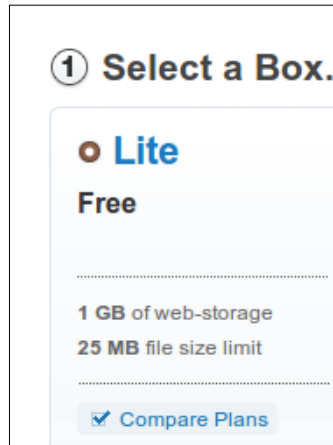 1 Select a Box.
Lite
Free
1 GB of web-storage
25 MB file size limit
Compare Plans